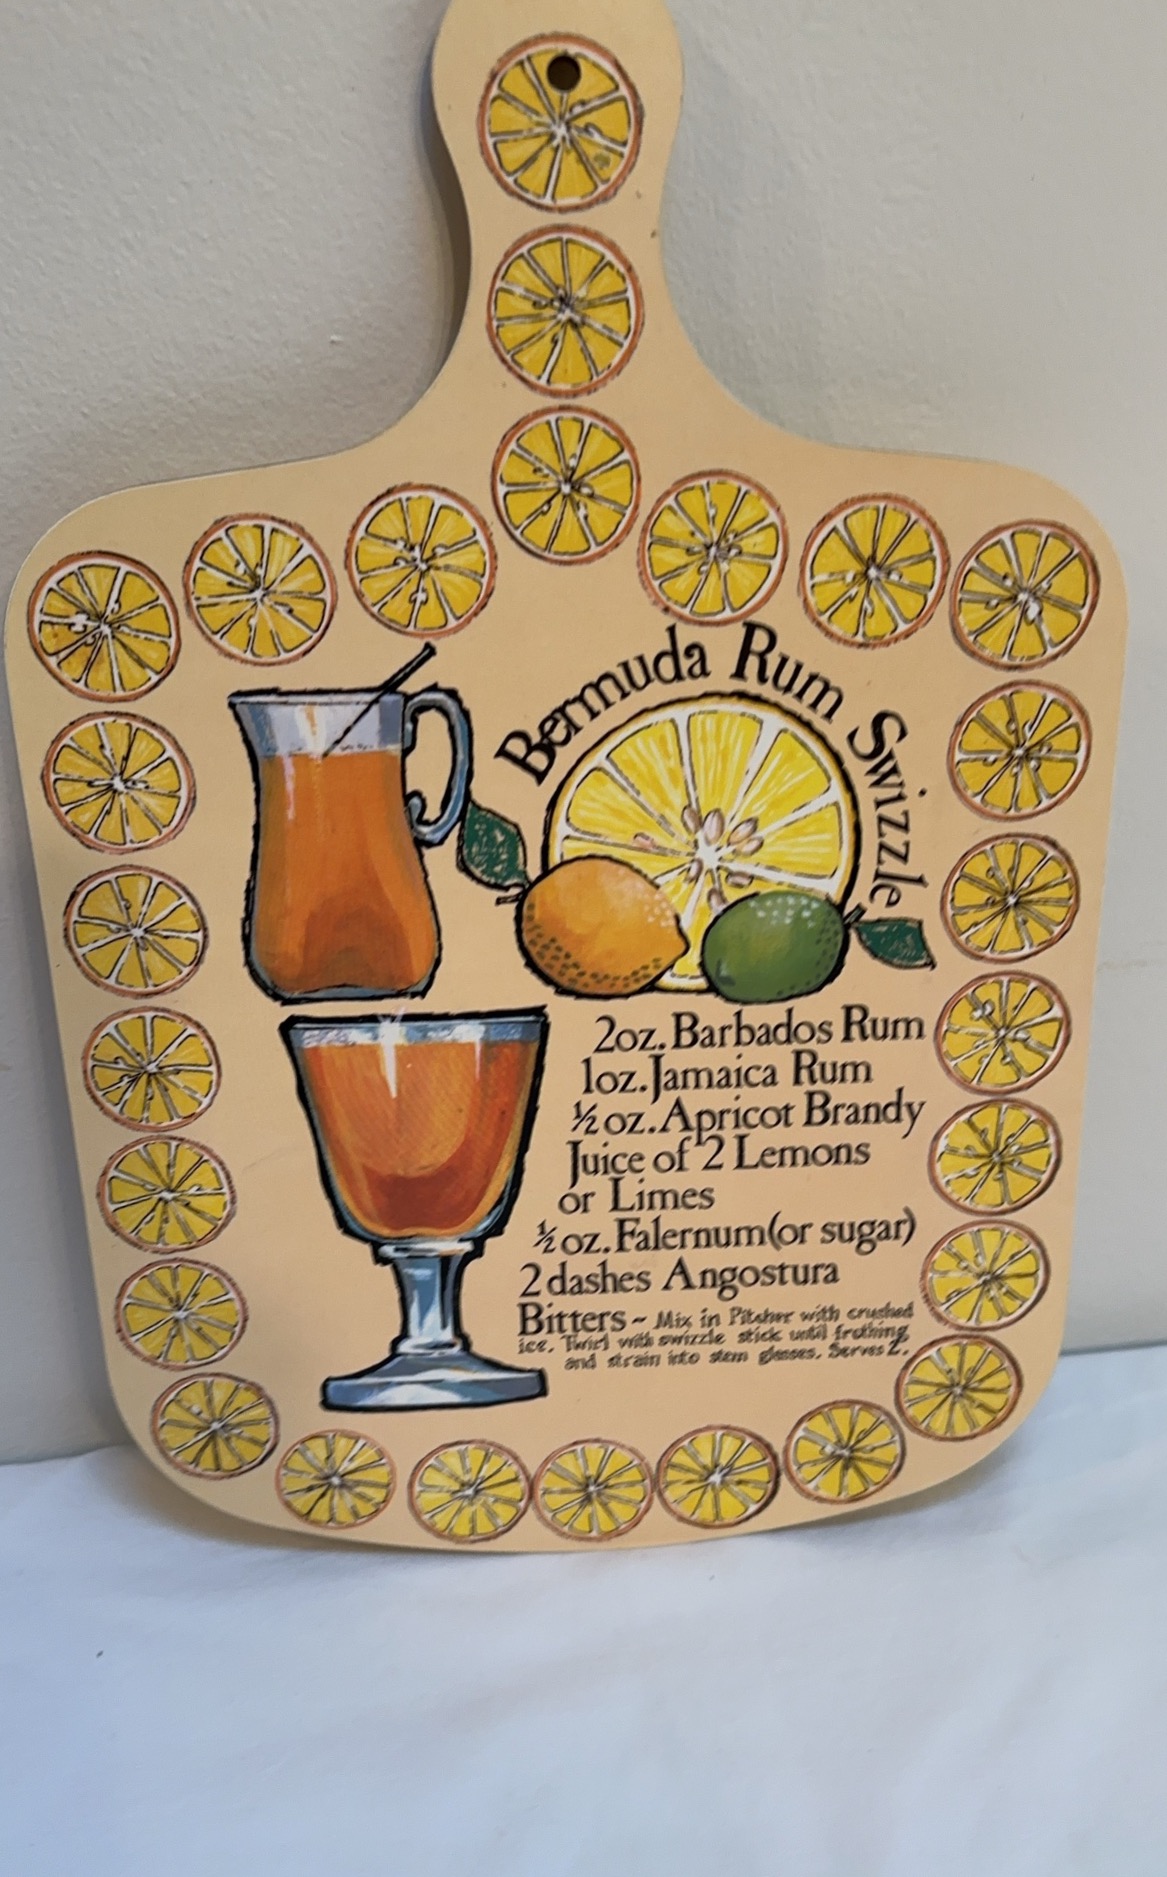 Bermuda Rum Swizzle
2oz. Barbados Rum
1oz. Jamaica Rum
½ oz. Apricot Brandy
Juice of 2 Lemons
or Limes
½ oz. Falernum (or sugar)
2 dashes Angostura
Bitters ~ Mix in Pitcher with crushed
ice. Twirl with swizzle stick until frothing,
and strain into stem glasses. Serves 2.